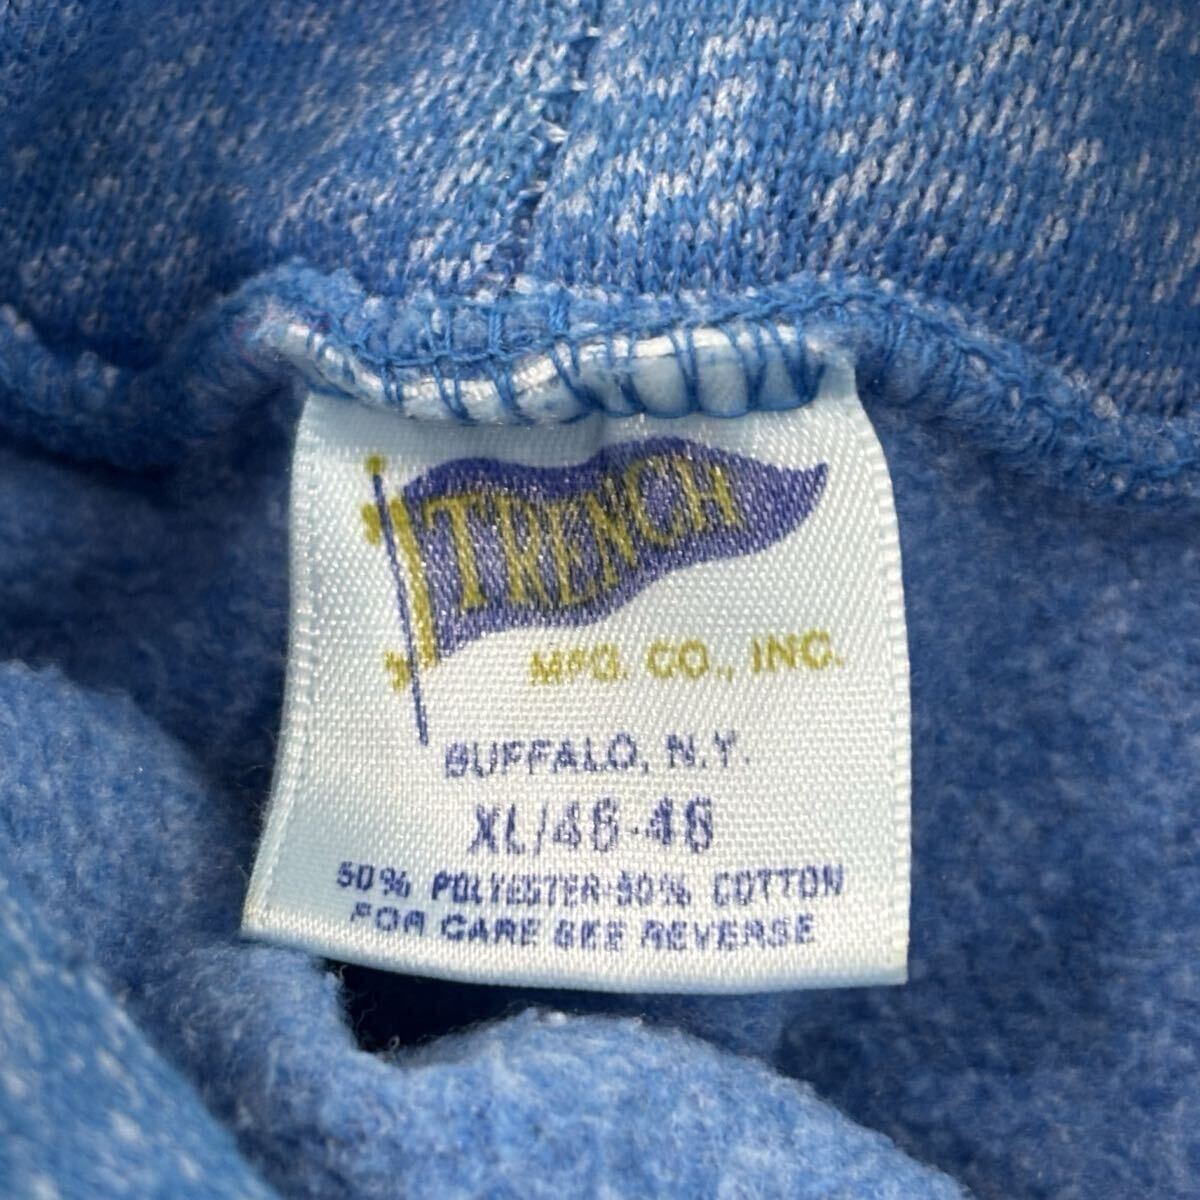 TRENCH
MFG. CO., INC.
BUFFALO, N.Y.
XL/46-48
50% POLYESTER-50% COTTON
FOR CARE SEE REVERSE